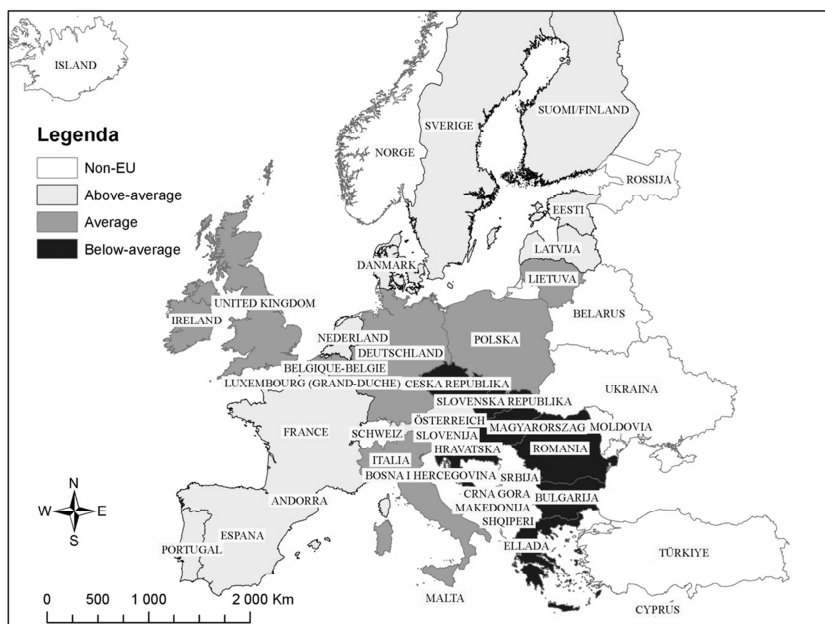 ISLAND
SUOMI/FINLAND
SVERIGE
Legenda
NORGE
Non-EU
ROSSIJA
Above-average
EESTI
Average
Below-average
LATVIJA
DANMARK
LIETUVA
UNITED KINGDOM
BELARUS
IRELAND
NEDERLAND
POLSKA
DEUTSCHLAND
BELGIQUE-BELGIE
LUXEMBOURG (GRAND-DUCHE)
CESKA REPUBLIKA
UKRAINA
SLOVENSKA REPUBLIKA
ÖSTERREICH
MAGYARORSZAG
MOLDOVIA
FRANCE
SCHWEIZ
SLOVENIJA
HRAVATSKA
ROMANIA
ITALIA
BOSNA I HERCEGOVINA
SRBIJA
N
CRNA GORA
BULGARIJA
ANDORRA
MAKEDONIJA
W
E
SHQIPERI
S
ELLADA
PORTUGAL
ESPANA
TÜRKIYE
MALTA
CYPRUS
0 500 1 000 2 000 Km